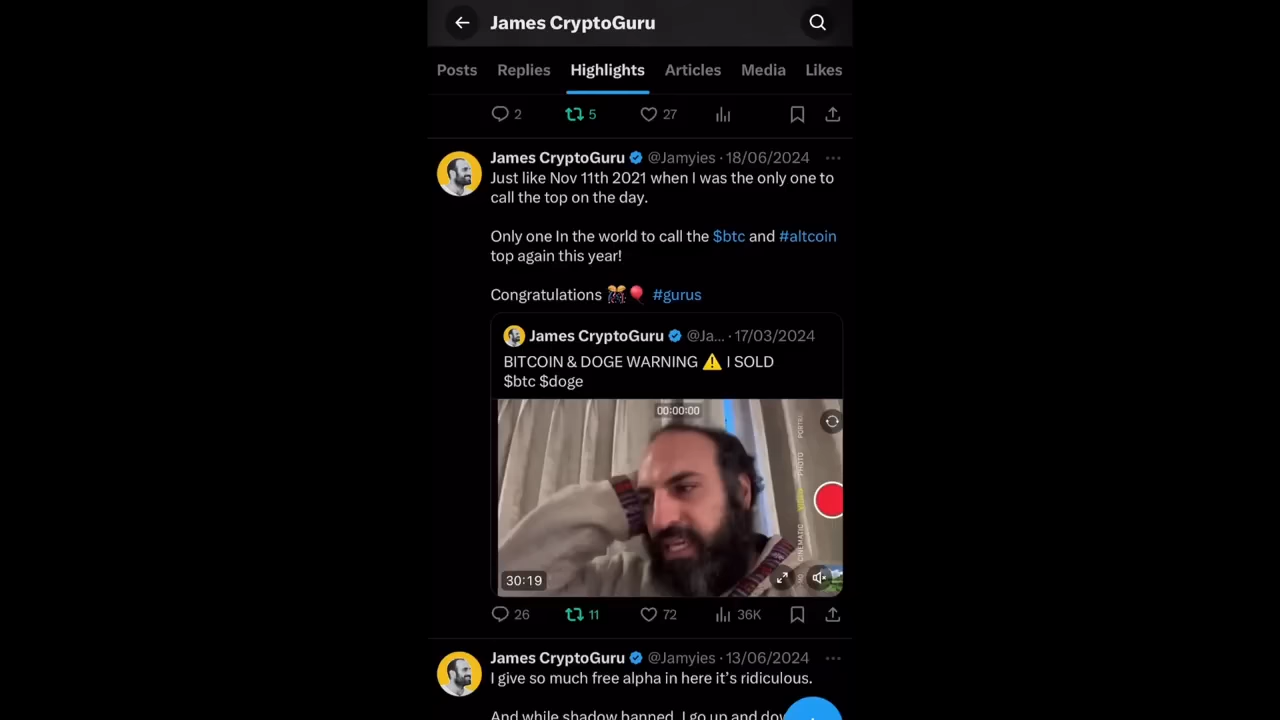 James CryptoGuru
Posts Replies Highlights Articles Media Likes
2 5 27
James CryptoGuru @Jamyies · 18/06/2024 ...
Just like Nov 11th 2021 when I was the only one to
call the top on the day.
Only one In the world to call the $btc and #altcoin
top again this year!
Congratulations 🎊🎈 #gurus
James CryptoGuru @Ja... · 17/03/2024
BITCOIN & DOGE WARNING ⚠️ I SOLD
$btc $doge
00:00:00
PHOTO
VIDEO
CINEMATIC
30:19
26 11 72 36K
James CryptoGuru @Jamyies · 13/06/2024 ...
I give so much free alpha in here it's ridiculous.
And while shadow banned, I go up and